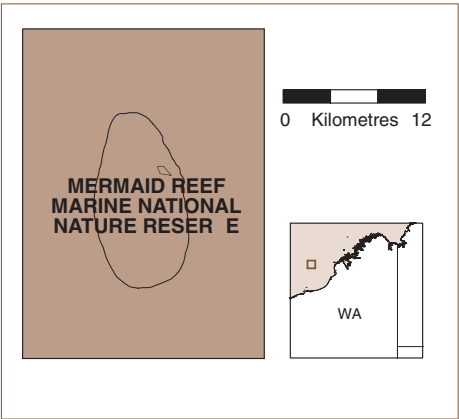 MERMAID REEF
MARINE NATIONAL
NATURE RESER E
0 Kilometres 12
WA